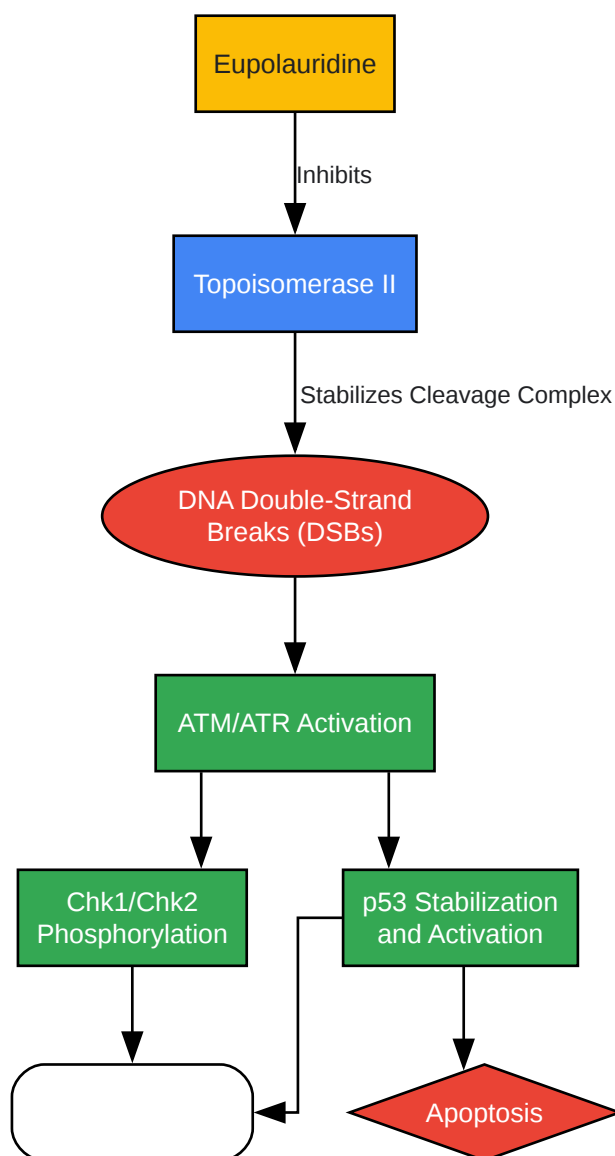 Eupolauridine
Inhibits
Topoisomerase II
Stabilizes Cleavage Complex
DNA Double-Strand
Breaks (DSBs)
ATM/ATR Activation
Chk1/Chk2
Phosphorylation
p53 Stabilization
and Activation
Apoptosis